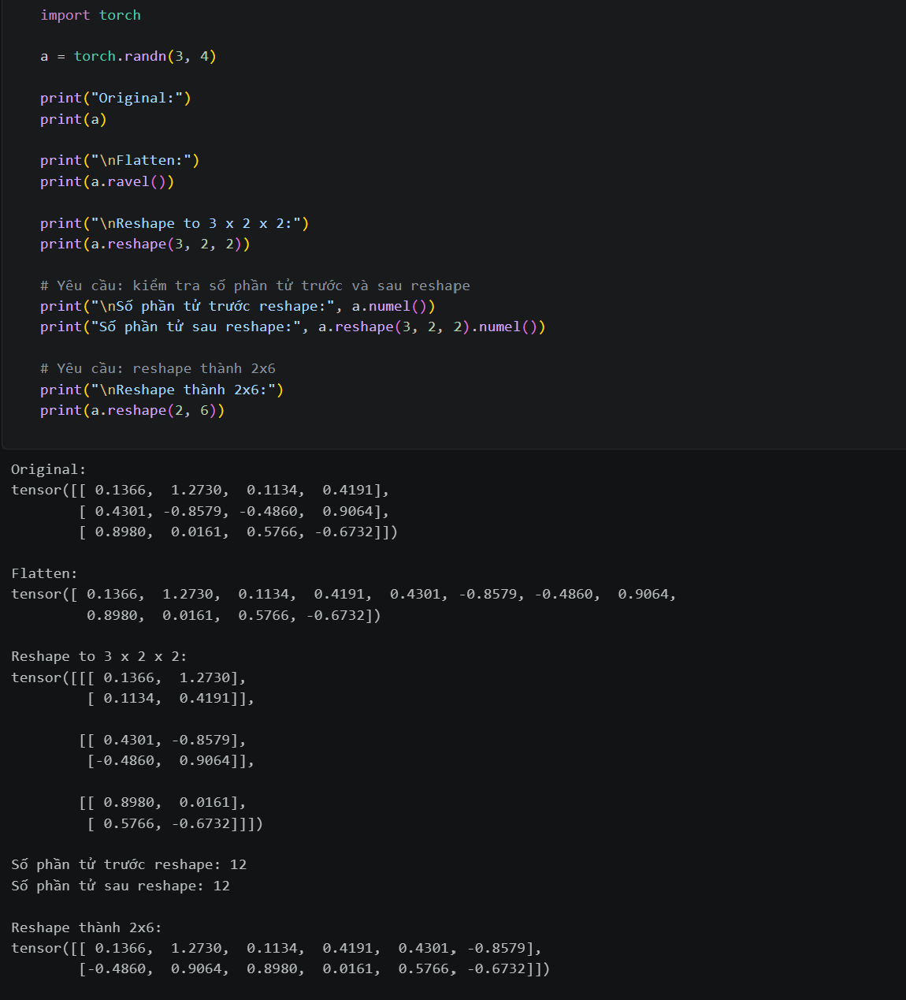 import torch
a = torch.randn(3, 4)
print("Original:")
print(a)
print("\nFlatten:")
print(a.ravel())
print("\nReshape to 3 x 2 x 2:")
print(a.reshape(3, 2, 2))
# Yêu cầu: kiểm tra số phần tử trước và sau reshape
print("\nSố phần tử trước reshape:", a.numel())
print("Số phần tử sau reshape:", a.reshape(3, 2, 2).numel())
# Yêu cầu: reshape thành 2x6
print("\nReshape thành 2x6:")
print(a.reshape(2, 6))
Original:
tensor([[ 0.1366,  1.2730,  0.1134,  0.4191],
        [ 0.4301, -0.8579, -0.4860,  0.9064],
        [ 0.8980,  0.0161,  0.5766, -0.6732]])
Flatten:
tensor([ 0.1366,  1.2730,  0.1134,  0.4191,  0.4301, -0.8579, -0.4860,  0.9064,
         0.8980,  0.0161,  0.5766, -0.6732])
Reshape to 3 x 2 x 2:
tensor([[[ 0.1366,  1.2730],
         [ 0.1134,  0.4191]],
        [[ 0.4301, -0.8579],
         [-0.4860,  0.9064]],
        [[ 0.8980,  0.0161],
         [ 0.5766, -0.6732]]])
Số phần tử trước reshape: 12
Số phần tử sau reshape: 12
Reshape thành 2x6:
tensor([[ 0.1366,  1.2730,  0.1134,  0.4191,  0.4301, -0.8579],
        [-0.4860,  0.9064,  0.8980,  0.0161,  0.5766, -0.6732]])